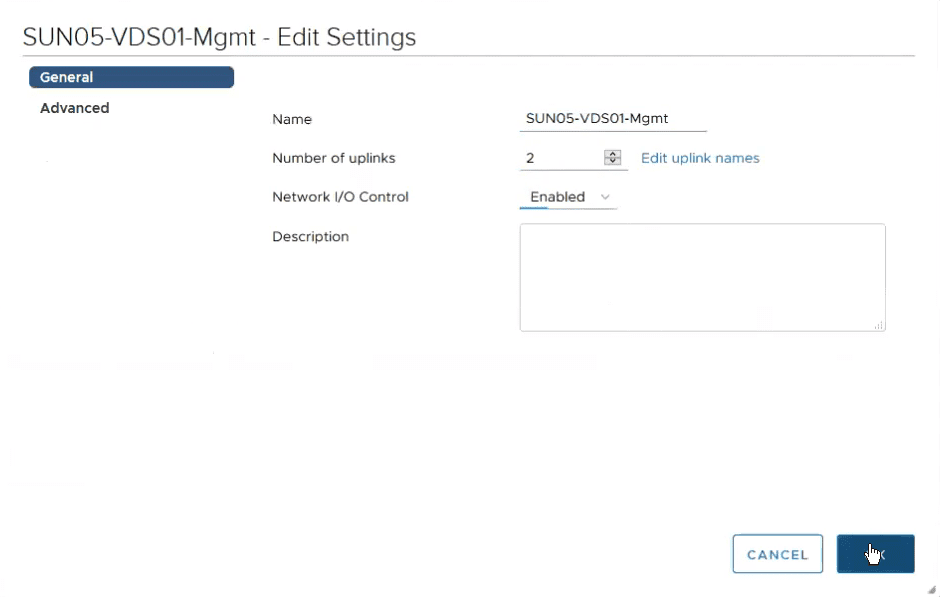 SUN05-VDS01-Mgmt - Edit Settings
General
Advanced
Name SUN05-VDS01-Mgmt
Number of uplinks 2 Edit uplink names
Network I/O Control Enabled
Description
CANCEL